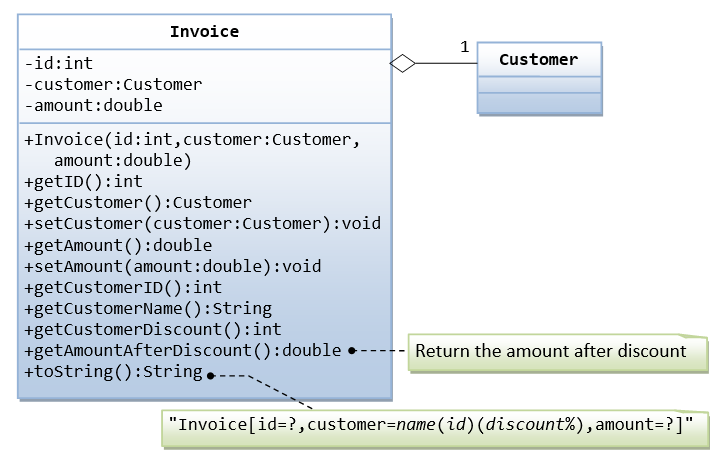 Invoice
-id:int
-customer:Customer
-amount:double
+Invoice(id:int,customer:Customer,
amount:double)
+getID():int
+getCustomer():Customer
+setCustomer(customer:Customer):void
+getAmount():double
+setAmount(amount:double):void
+getCustomerID():int
+getCustomerName():String
+getCustomerDiscount():int
+getAmountAfterDiscount():double
+toString():String
1
Customer
Return the amount after discount
"Invoice[id=?,customer=name(id)(discount%),amount=?]"